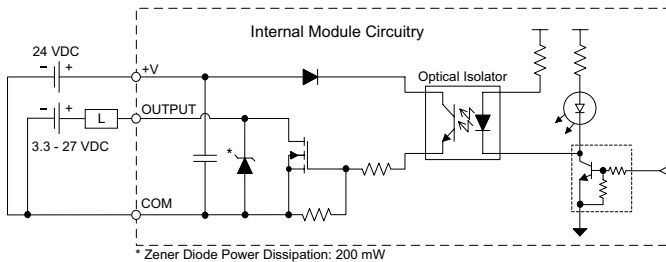 Internal Module Circuitry
24 VDC
- +
+V
Optical Isolator
- +
OUTPUT
L
3.3 - 27 VDC
*
COM
* Zener Diode Power Dissipation: 200 mW